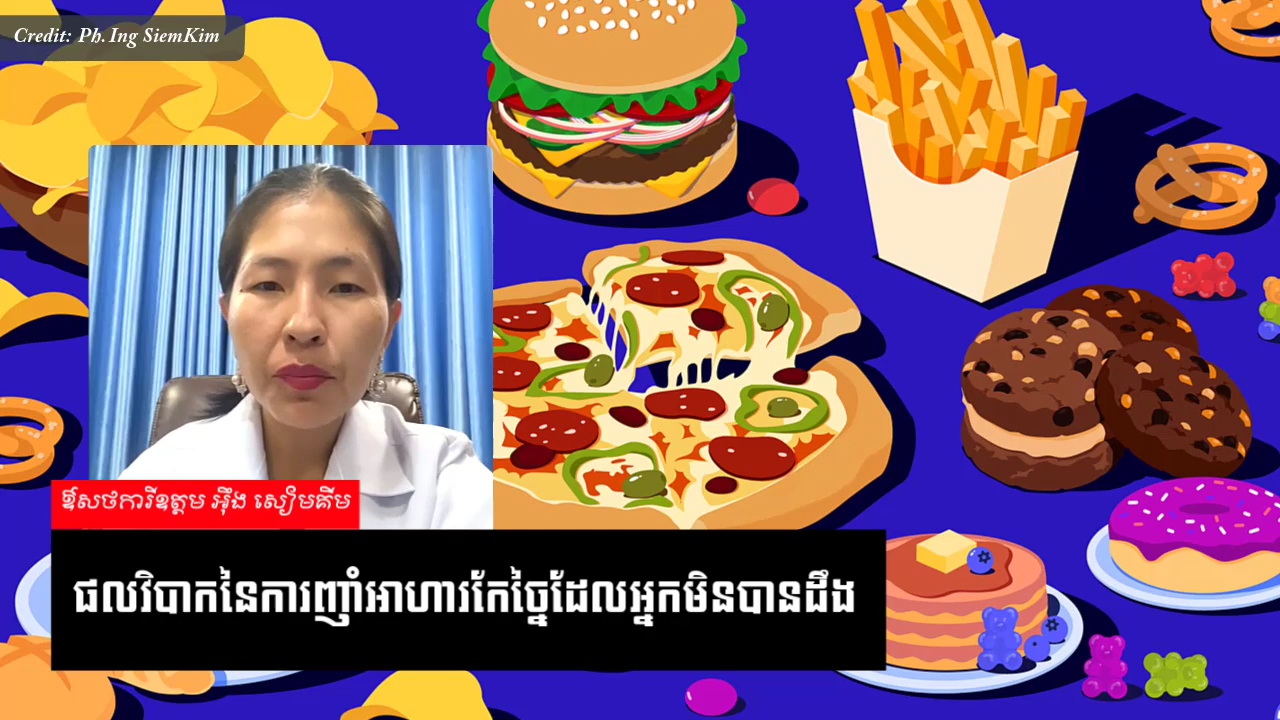 Credit: Ph. Ing SiemKim
ឱសថការីឧត្តម អុឹង សៀមគីម
ផលវិបាកនៃការញ៉ាំអាហារកែច្នៃដែលអ្នកមិនបានដឹង